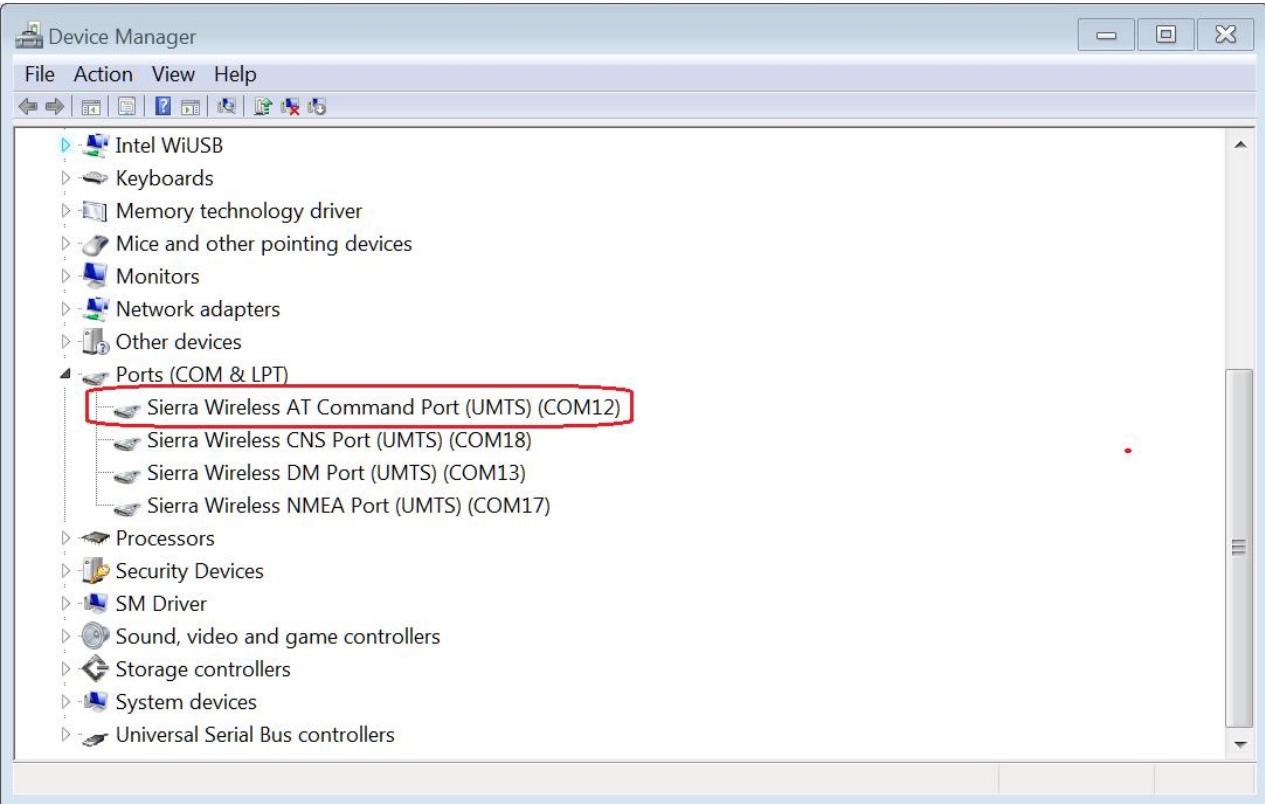 Device Manager
File Action View Help
Intel WiUSB
Keyboards
Memory technology driver
Mice and other pointing devices
Monitors
Network adapters
Other devices
Ports (COM & LPT)
Sierra Wireless AT Command Port (UMTS) (COM12)
Sierra Wireless CNS Port (UMTS) (COM18)
Sierra Wireless DM Port (UMTS) (COM13)
Sierra Wireless NMEA Port (UMTS) (COM17)
Processors
Security Devices
SM Driver
Sound, video and game controllers
Storage controllers
System devices
Universal Serial Bus controllers